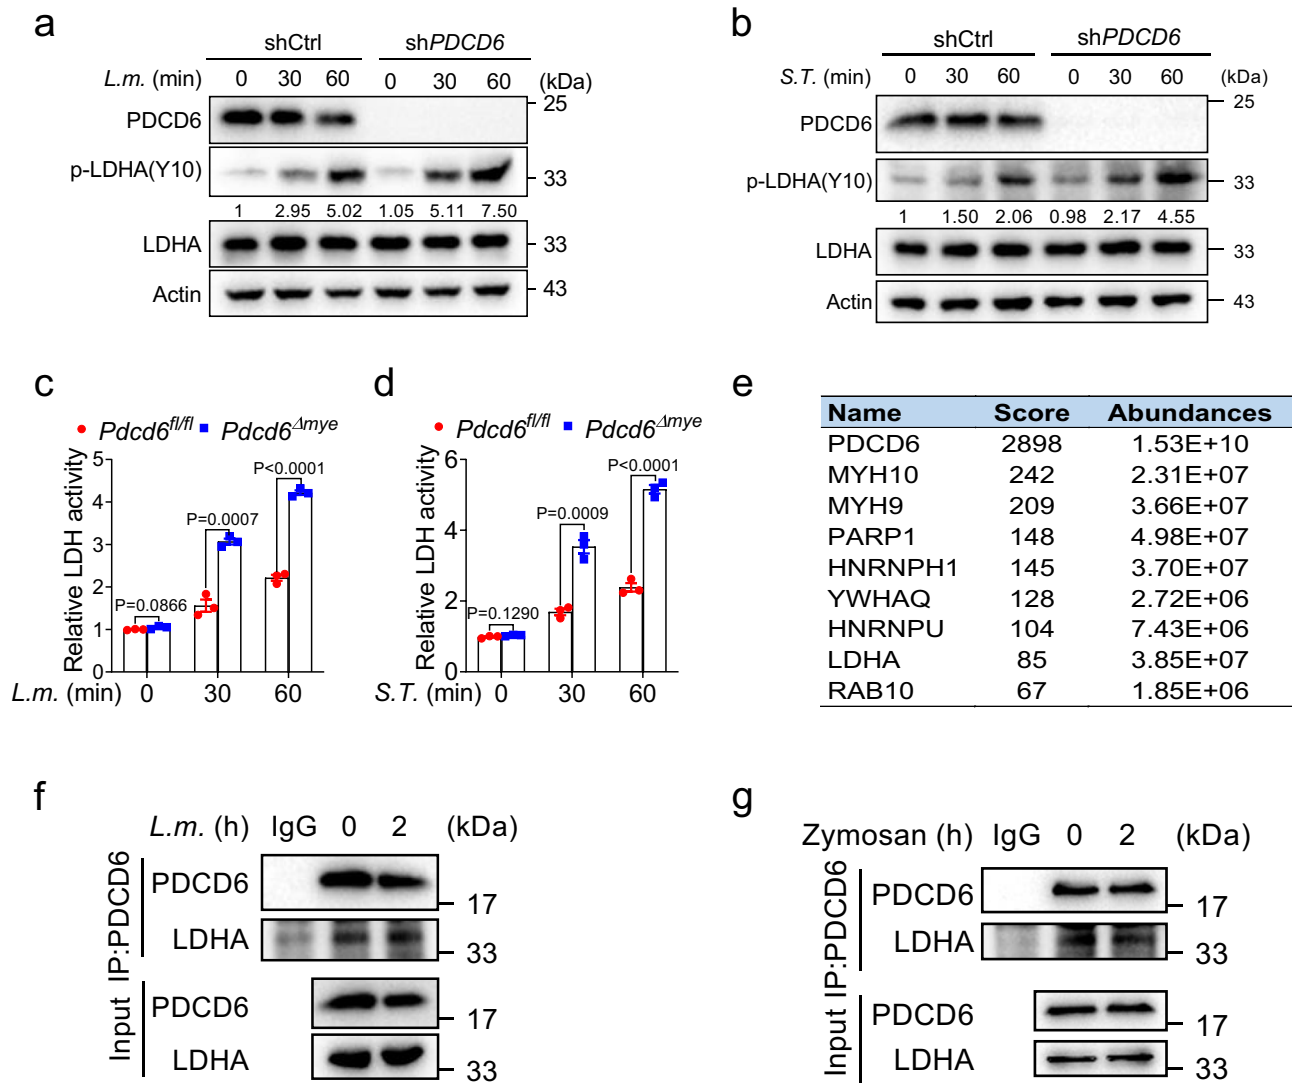 a
shCtrl shPDCD6
L.m. (min) 0 30 60 0 30 60 (kDa)
PDCD6 25
p-LDHA(Y10) 33
1 2.95 5.02 1.05 5.11 7.50
LDHA 33
Actin 43
b
shCtrl shPDCD6
S.T. (min) 0 30 60 0 30 60 (kDa)
PDCD6 25
p-LDHA(Y10) 33
1 1.50 2.06 0.98 2.17 4.55
LDHA 33
Actin 43
c
Pdcd6fl/fl Pdcd6Δmye
Relative LDH activity
5
4
3
2
1
0
P=0.0866
P=0.0007
P<0.0001
L.m. (min) 0 30 60
d
Pdcd6fl/fl Pdcd6Δmye
Relative LDH activity
6
4
2
0
P=0.1290
P=0.0009
P<0.0001
S.T. (min) 0 30 60
e
Name Score Abundances
PDCD6 2898 1.53E+10
MYH10 242 2.31E+07
MYH9 209 3.66E+07
PARP1 148 4.98E+07
HNRNPH1 145 3.70E+07
YWHAQ 128 2.72E+06
HNRNPU 104 7.43E+06
LDHA 85 3.85E+07
RAB10 67 1.85E+06
f
L.m. (h) IgG 0 2 (kDa)
IP:PDCD6
PDCD6 17
LDHA 33
Input
PDCD6 17
LDHA 33
g
Zymosan (h) IgG 0 2 (kDa)
IP:PDCD6
PDCD6 17
LDHA 33
Input
PDCD6 17
LDHA 33